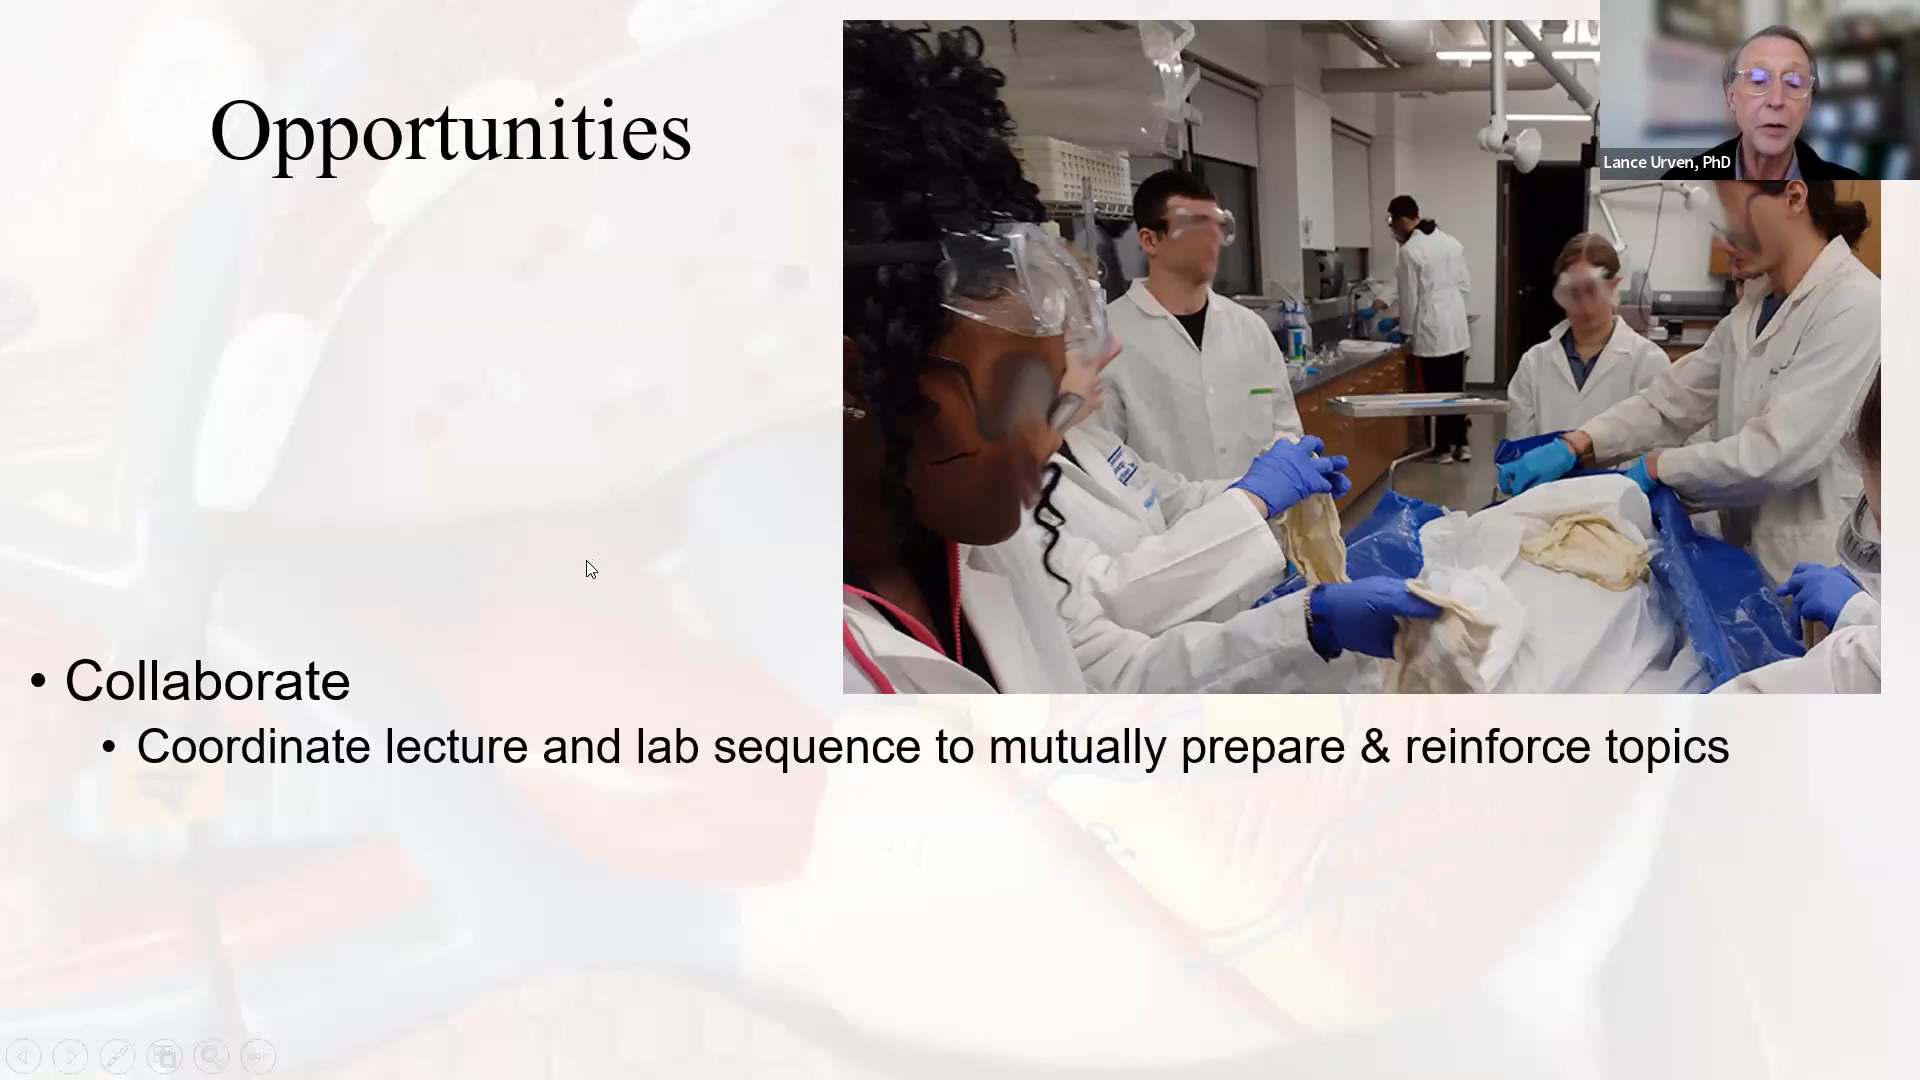 Opportunities
Lance Urven, PhD
• Collaborate
• Coordinate lecture and lab sequence to mutually prepare & reinforce topics